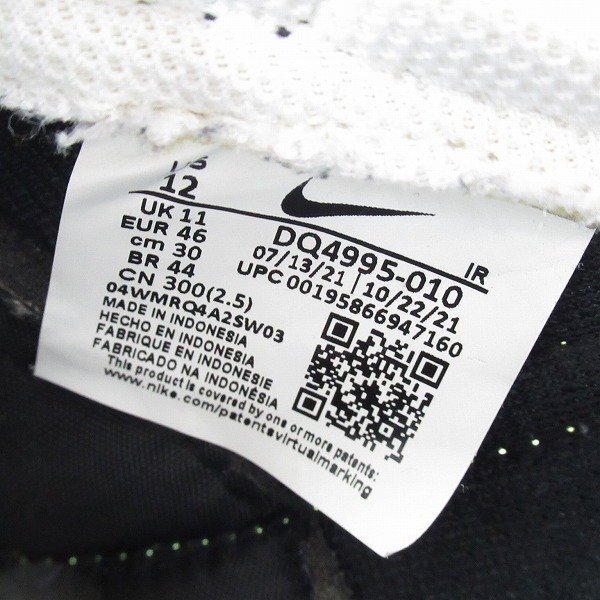 US
12
UK 11
EUR 46
cm 30
BR 44
CN 300(2.5)
04WMRQ4A2SW03
MADE IN INDONESIA
HECHO EN INDONESIA
FABRIQUE EN INDONESIE
FABRICADO NA INDONÉSIA
This product is covered by one or more patents:
www.nike.com/patentsvirtualmarking
DQ4995-010
IR
07/13/21 | 10/22/21
UPC 00195866947160